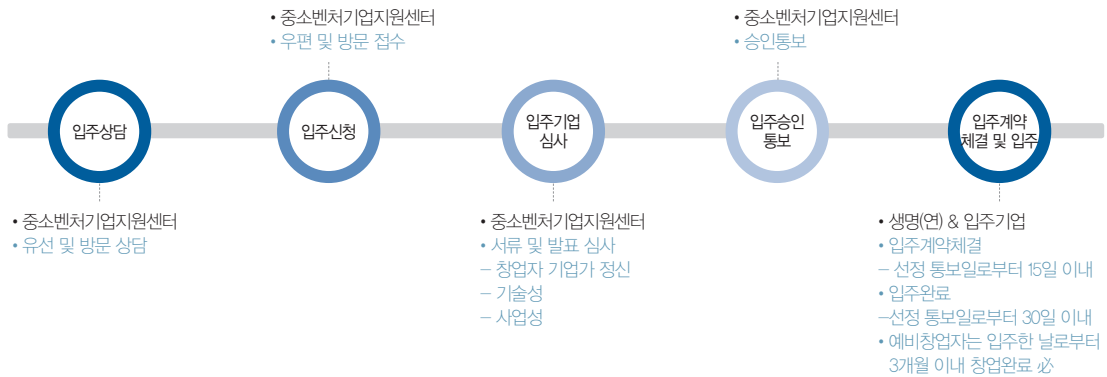 • 중소벤처기업지원센터
• 우편 및 방문 접수
• 중소벤처기업지원센터
• 승인통보
입주상담
입주신청
입주기업
심사
입주승인
통보
입주계약
체결 및 입주
• 중소벤처기업지원센터
• 유선 및 방문 상담
• 중소벤처기업지원센터
• 서류 및 발표 심사
– 창업자 기업가 정신
– 기술성
– 사업성
• 생명(연) & 입주기업
• 입주계약체결
– 선정 통보일로부터 15일 이내
• 입주완료
–선정 통보일로부터 30일 이내
• 예비창업자는 입주한 날로부터
3개월 이내 창업완료 必